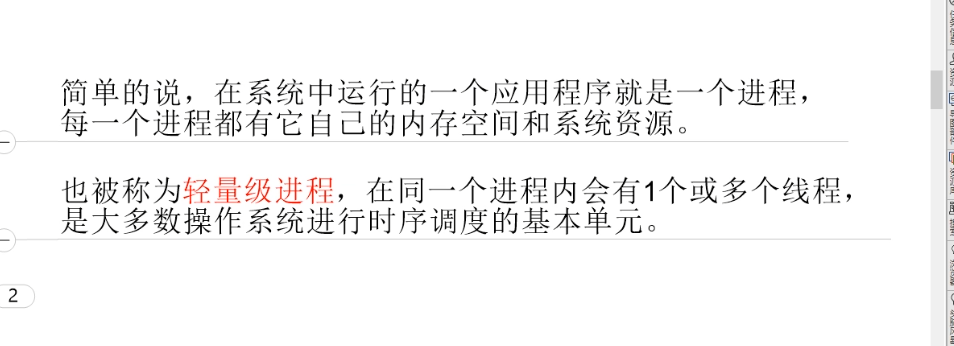 简单的说，在系统中运行的一个应用程序就是一个进程，
每一个进程都有它自己的内存空间和系统资源。
也被称为轻量级进程，在同一个进程内会有1个或多个线程，
是大多数操作系统进行时序调度的基本单元。
2